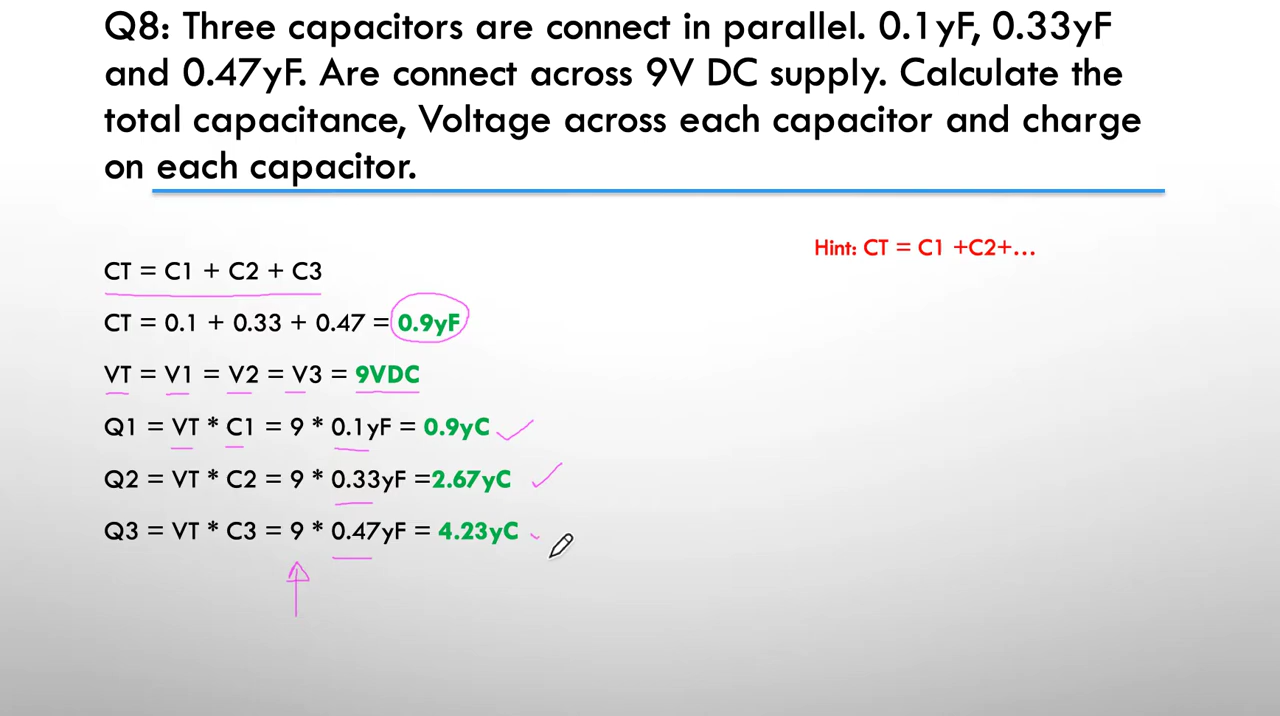 Q8: Three capacitors are connect in parallel. 0.1yF, 0.33yF
and 0.47yF. Are connect across 9V DC supply. Calculate the
total capacitance, Voltage across each capacitor and charge
on each capacitor.
Hint: CT = C1 +C2+…
CT = C1 + C2 + C3
CT = 0.1 + 0.33 + 0.47 = 0.9yF
VT = V1 = V2 = V3 = 9VDC
Q1 = VT * C1 = 9 * 0.1yF = 0.9yC
Q2 = VT * C2 = 9 * 0.33yF =2.67yC
Q3 = VT * C3 = 9 * 0.47yF = 4.23yC